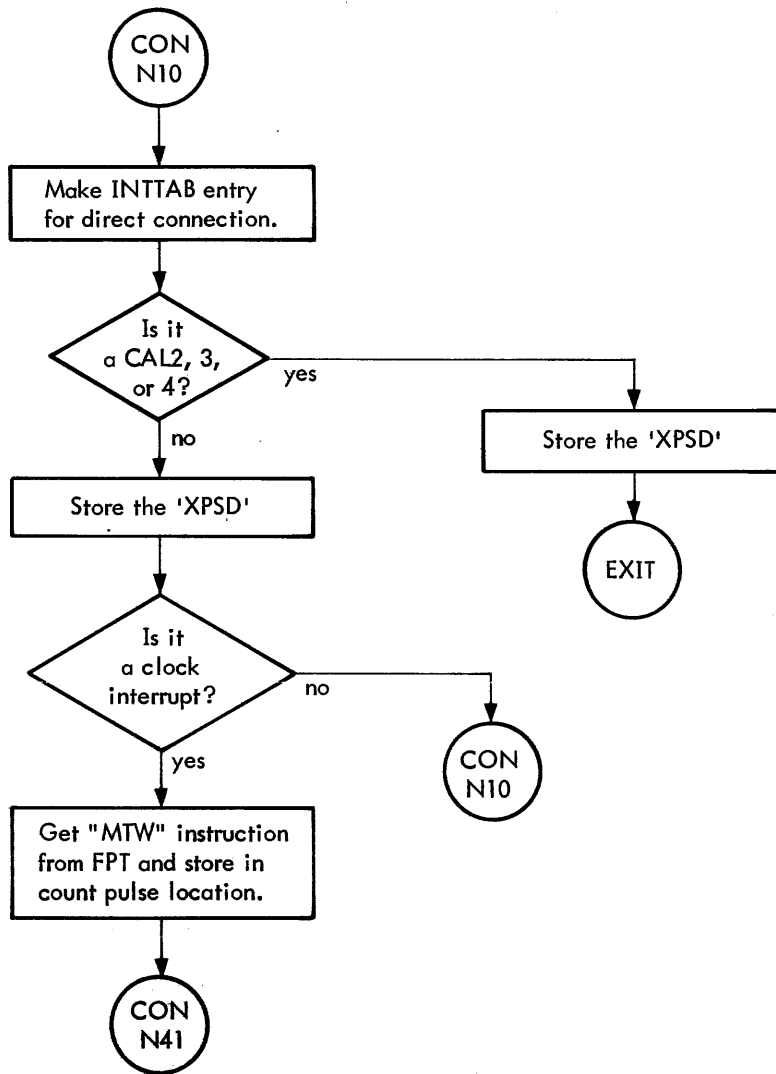 CON
N10
Make INTTAB entry
for direct connection.
Is it
a CAL2, 3,
or 4?
yes
no
Store the 'XPSD'
Store the 'XPSD'
EXIT
Is it
a clock
interrupt?
no
yes
CON
N10
Get "MTW" instruction
from FPT and store in
count pulse location.
CON
N41